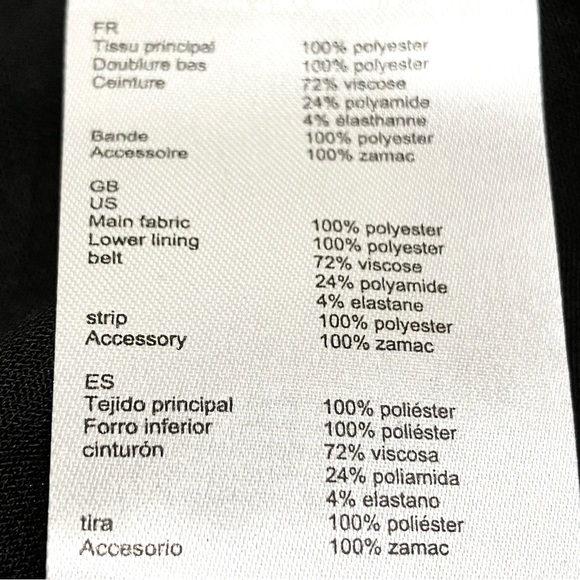 FR
Tissu principal 100% polyester
Doublure bas 100% polyester
Ceinture 72% viscose
24% polyamide
4% élasthanne
Bande 100% polyester
Accessoire 100% zamac
GB
US
Main fabric 100% polyester
Lower lining 100% polyester
belt 72% viscose
24% polyamide
4% elastane
strip 100% polyester
Accessory 100% zamac
ES
Tejido principal 100% poliéster
Forro inferior 100% poliéster
cinturón 72% viscosa
24% poliamida
4% elastano
tira 100% poliéster
Accesorio 100% zamac